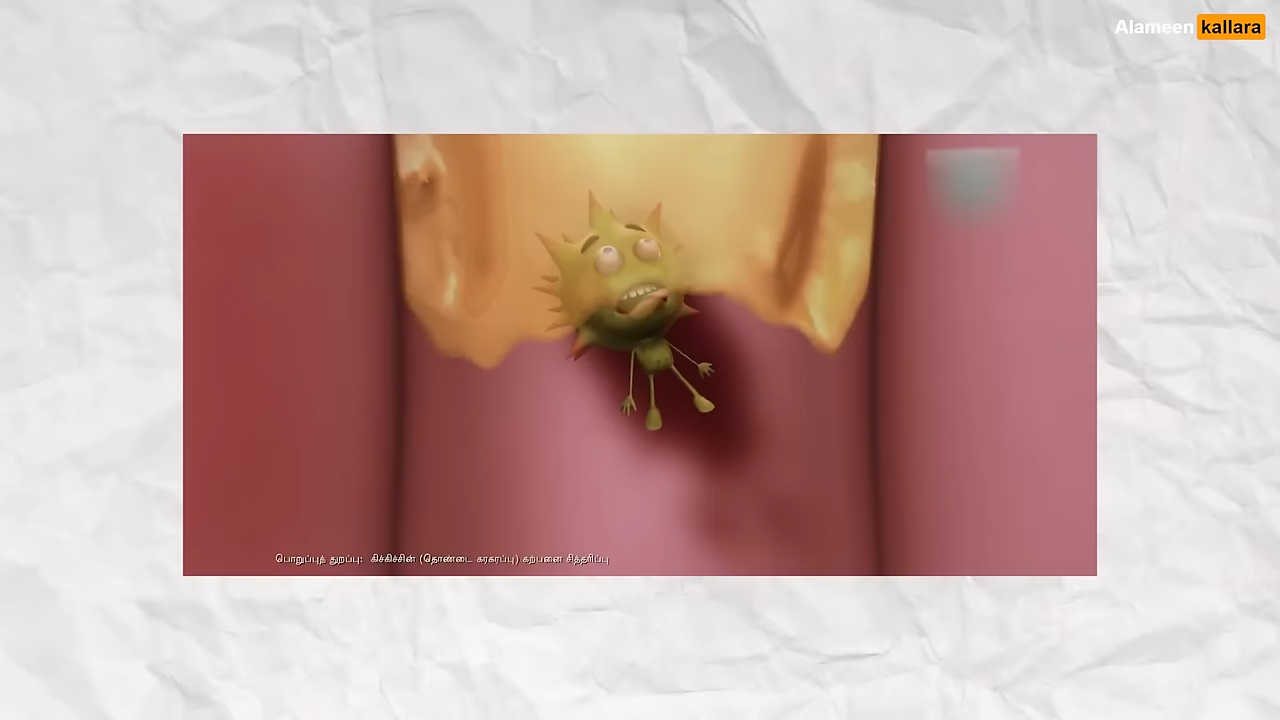 Alameen kallara
பொறுப்புத் துறப்பு: கிச்கிச்சின் (தொண்டை கரகரப்பு) கற்பனை சித்தரிப்பு